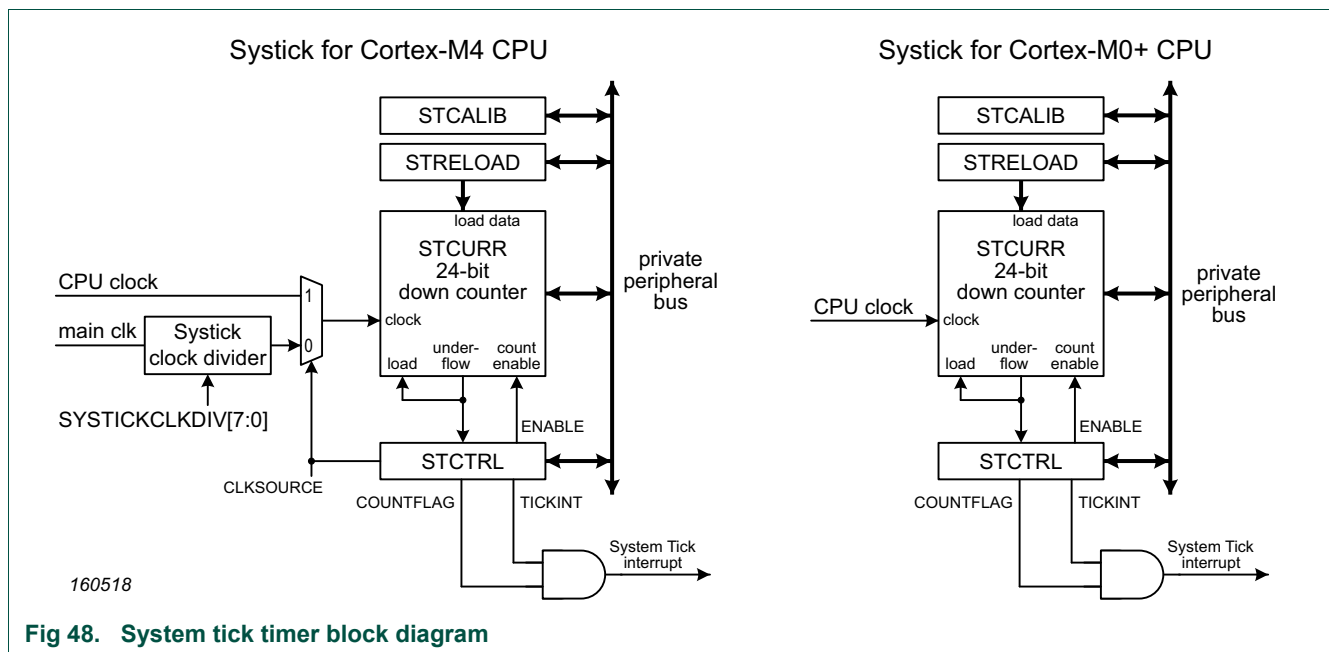 Systick for Cortex-M4 CPU
STCALIB
STRELOAD
load data
STCURR
24-bit
down counter
clock
load
under-
flow
count
enable
private
peripheral
bus
CPU clock
1
main clk
Systick
clock divider
0
SYSTICKCLKDIV[7:0]
ENABLE
STCTRL
CLKSOURCE
COUNTFLAG
TICKINT
System Tick
interrupt
160518
Systick for Cortex-M0+ CPU
STCALIB
STRELOAD
load data
STCURR
24-bit
down counter
CPU clock
clock
load
under-
flow
count
enable
private
peripheral
bus
ENABLE
STCTRL
COUNTFLAG
TICKINT
System Tick
interrupt
Fig 48. System tick timer block diagram